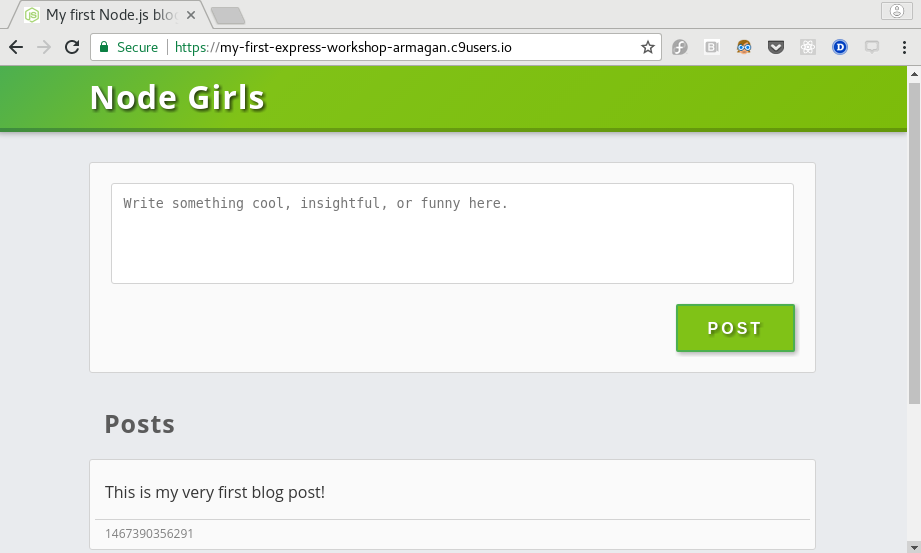 My first Node.js blo
Secure
https://my-first-express-workshop-armagan.c9users.io
Node Girls
Write something cool, insightful, or funny here.
POST
Posts
This is my very first blog post!
1467390356291